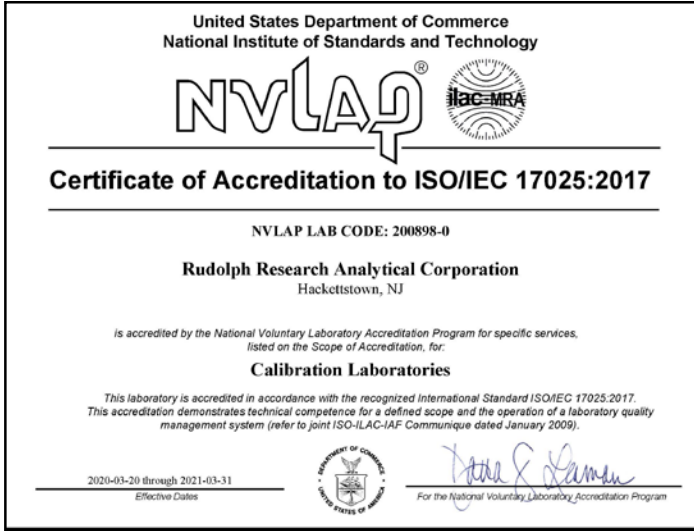 United States Department of Commerce
National Institute of Standards and Technology
NVLAP®
ilac-MRA
Certificate of Accreditation to ISO/IEC 17025:2017
NVLAP LAB CODE: 200898-0
Rudolph Research Analytical Corporation
Hackettstown, NJ
is accredited by the National Voluntary Laboratory Accreditation Program for specific services,
listed on the Scope of Accreditation, for:
Calibration Laboratories
This laboratory is accredited in accordance with the recognized International Standard ISO/IEC 17025:2017.
This accreditation demonstrates technical competence for a defined scope and the operation of a laboratory quality
management system (refer to joint ISO-ILAC-IAF Communique dated January 2009).
DEPARTMENT OF COMMERCE
UNITED STATES OF AMERICA
2020-03-20 through 2021-03-31
Effective Dates
For the National Voluntary Laboratory Accreditation Program